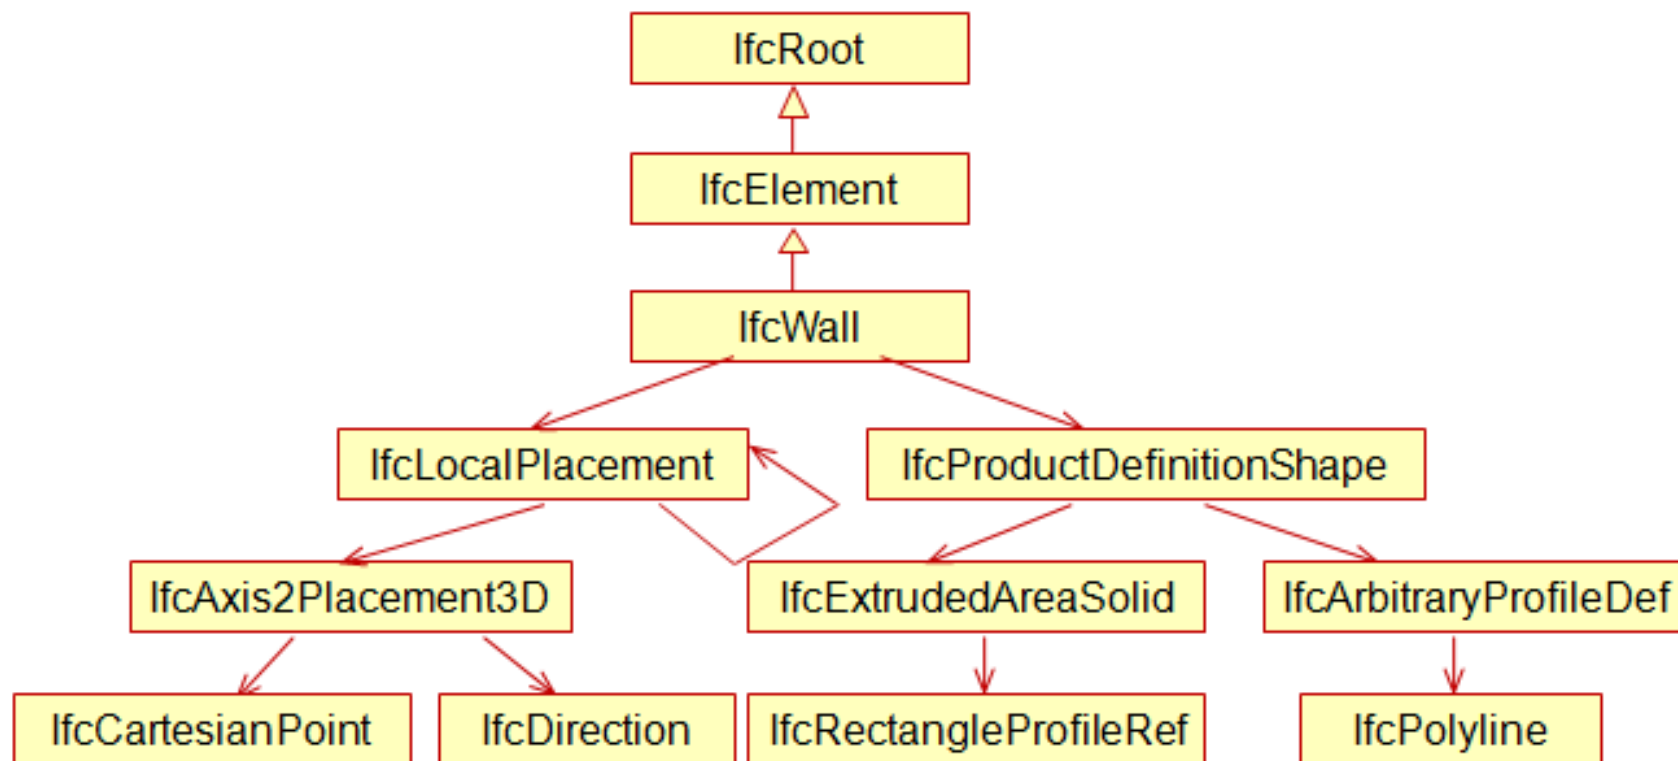 IfcRoot
IfcElement
IfcWall
IfcLocalPlacement
IfcProductDefinitionShape
IfcAxis2Placement3D
IfcExtrudedAreaSolid
IfcArbitraryProfileDef
IfcCartesianPoint
IfcDirection
IfcRectangleProfileRef
IfcPolyline